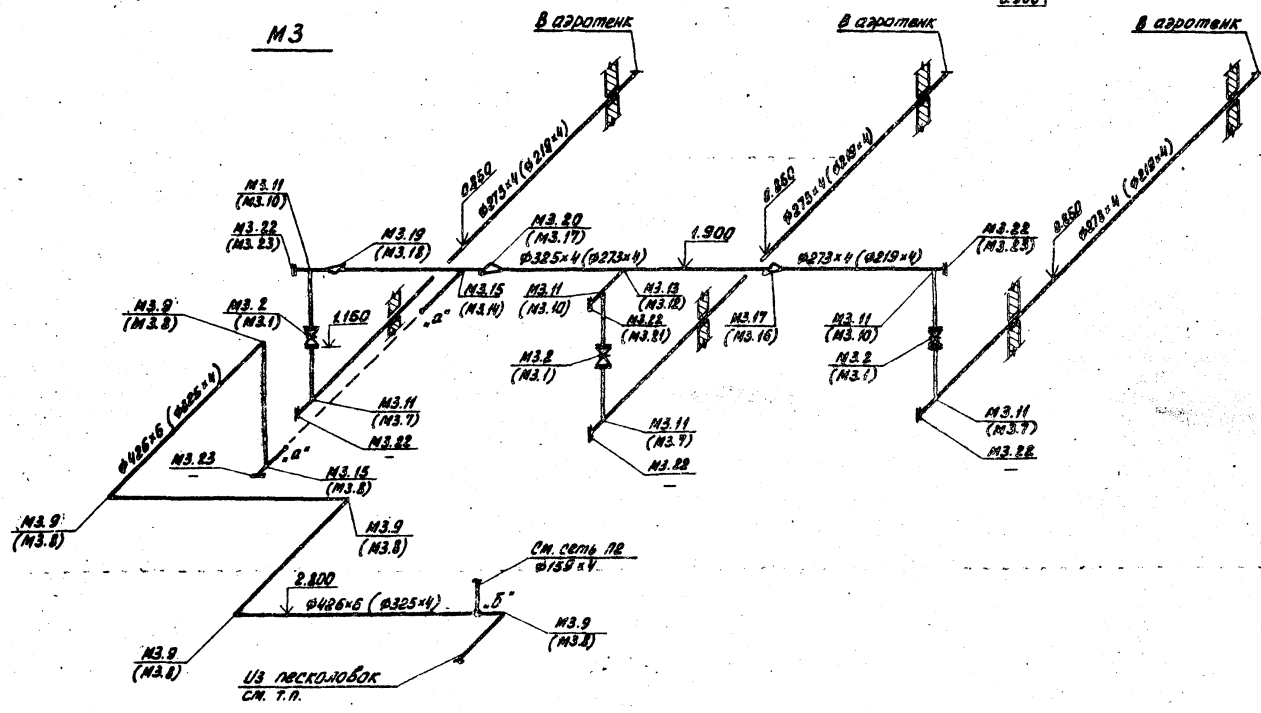 0.900
М3
В аэротенк
В аэротенк
В аэротенк
ф273×4 (ф219×4)
ф273×4 (ф219×4)
ф273×4 (ф219×4)
0.850
0.850
0.850
М3.11
(М3.10)
М3.22
(М3.23)
М3.19
(М3.18)
М3.20
(М3.17)
1.900
М3.22
(М3.23)
ф325×4 (ф273×4)
ф273×4 (ф219×4)
М3.15
(М3.14)
„а“
М3.11
(М3.10)
М3.13
(М3.12)
М3.9
(М3.8)
М3.2
(М3.1)
1.150
М3.22
(М3.21)
М3.17
(М3.16)
М3.11
(М3.10)
М3.2
(М3.1)
М3.2
(М3.1)
ф426×6 (ф325×4)
М3.11
(М3.7)
М3.22
–
М3.11
(М3.7)
М3.22
–
М3.11
(М3.7)
М3.22
–
М3.23
–
„а“
М3.15
(М3.8)
М3.9
(М3.8)
М3.9
(М3.8)
См. сеть П2
ф159×4
2.200
ф426×6 (ф325×4)
„Б“
М3.9
(М3.8)
М3.9
(М3.8)
Из песколовок
см. т.п.